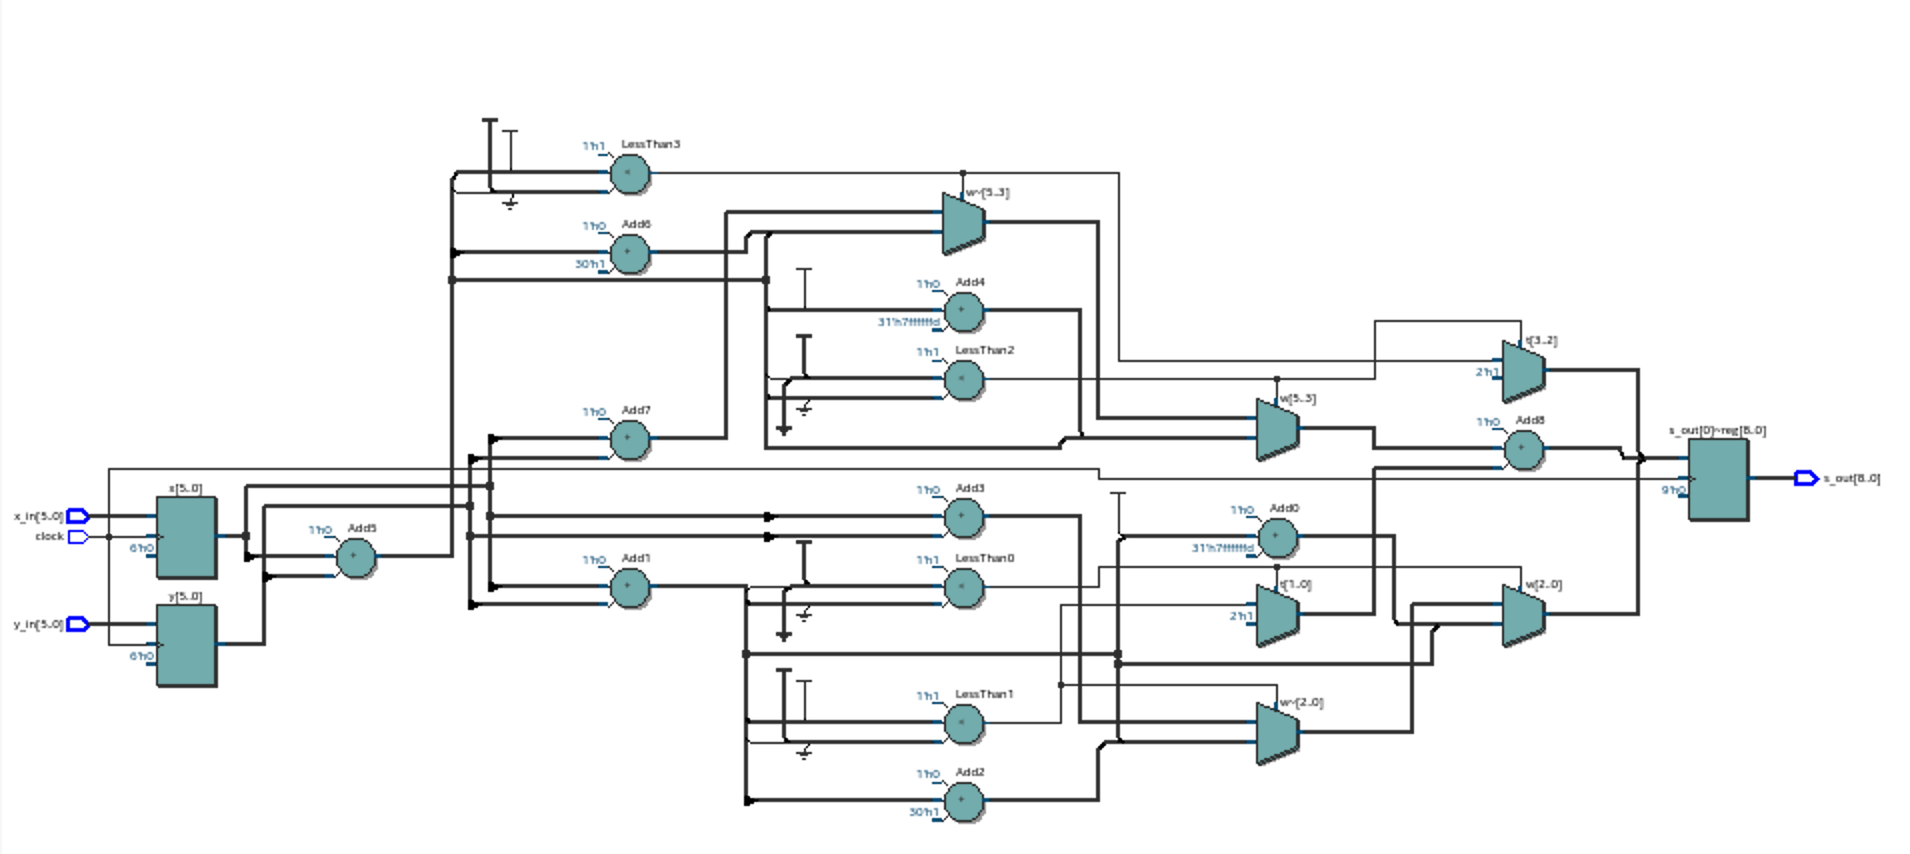 1'h1
LessThan3
w~[5..3]
1'h0
Add6
30'h1
1'h0
Add4
31'h7ffffffd
1'h1
LessThan2
t[3..2]
2'h1
w[5..3]
1'h0
Add7
1'h0
Add8
s_out[0]~reg[8..0]
9'h0
s_out[8..0]
x[5..0]
x_in[5..0]
clock
6'h0
1'h0
Add5
1'h0
Add3
1'h0
Add0
31'h7ffffffd
1'h0
Add1
1'h1
LessThan0
t[1..0]
2'h1
w[2..0]
y[5..0]
y_in[5..0]
6'h0
1'h1
LessThan1
w~[2..0]
1'h0
Add2
30'h1